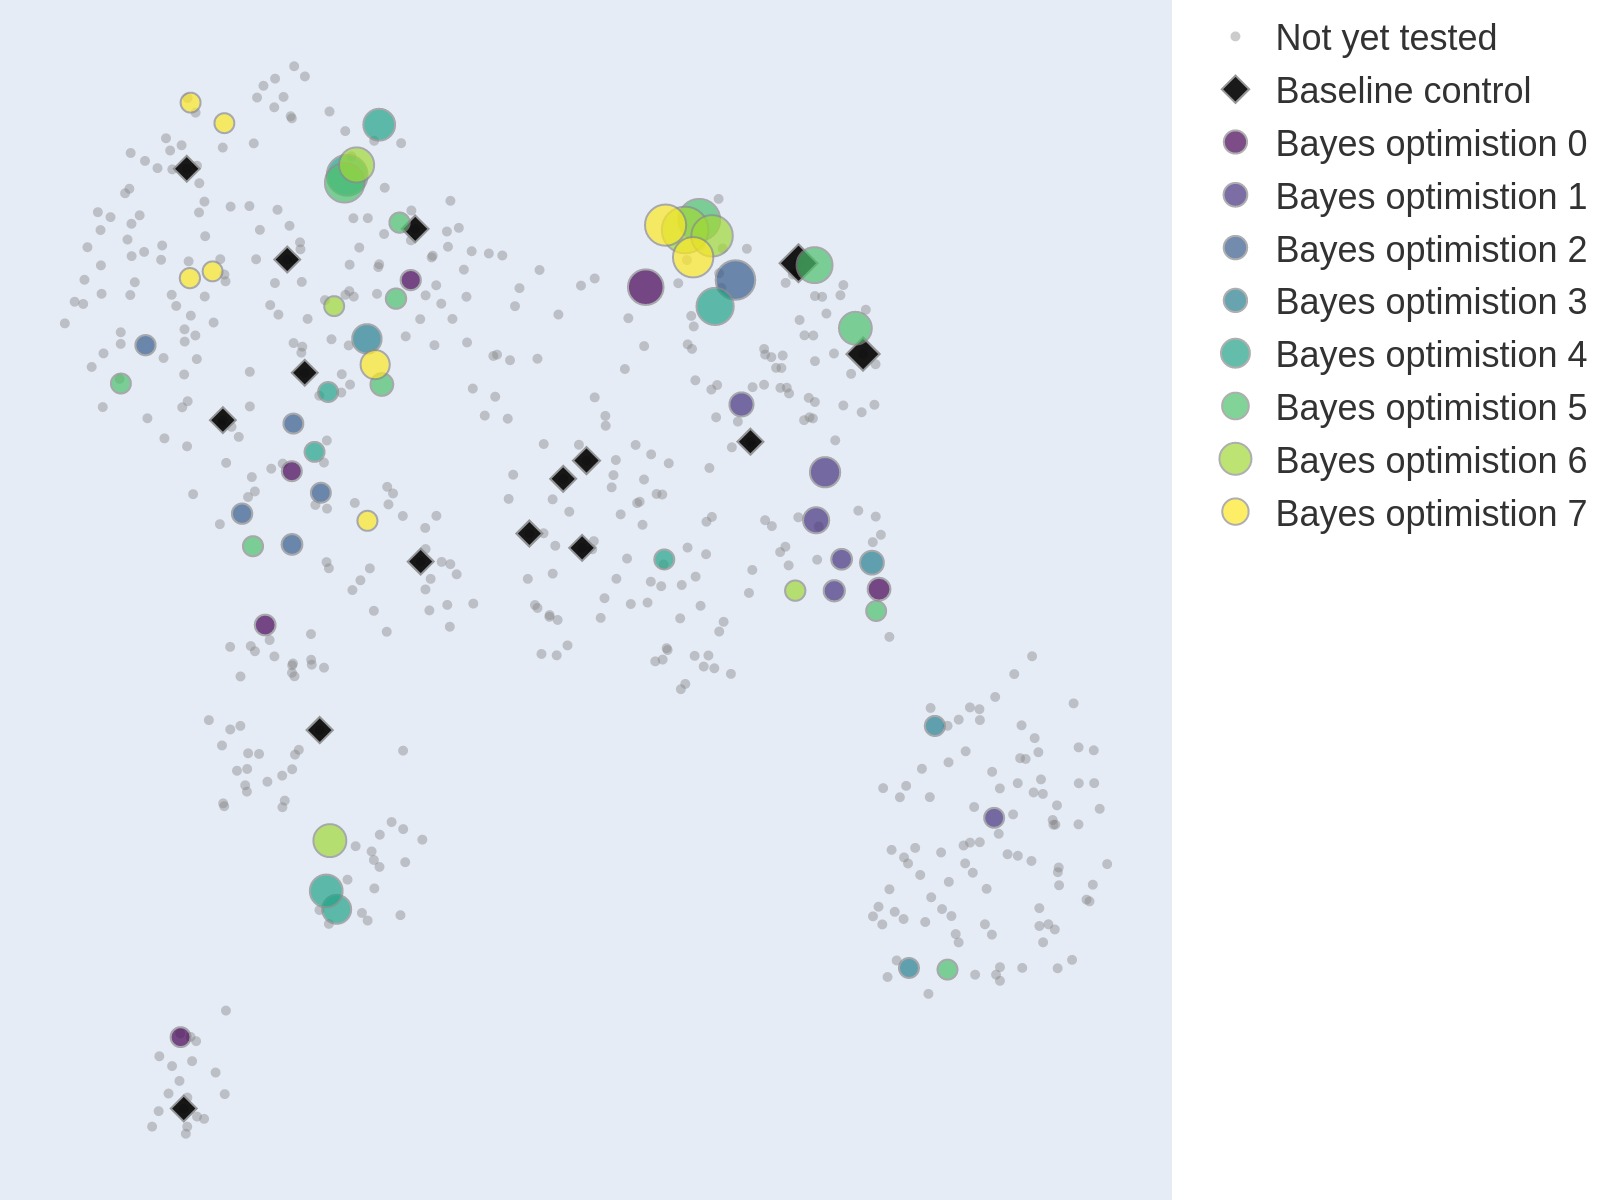 Not yet tested
Baseline control
Bayes optimistion 0
Bayes optimistion 1
Bayes optimistion 2
Bayes optimistion 3
Bayes optimistion 4
Bayes optimistion 5
Bayes optimistion 6
Bayes optimistion 7